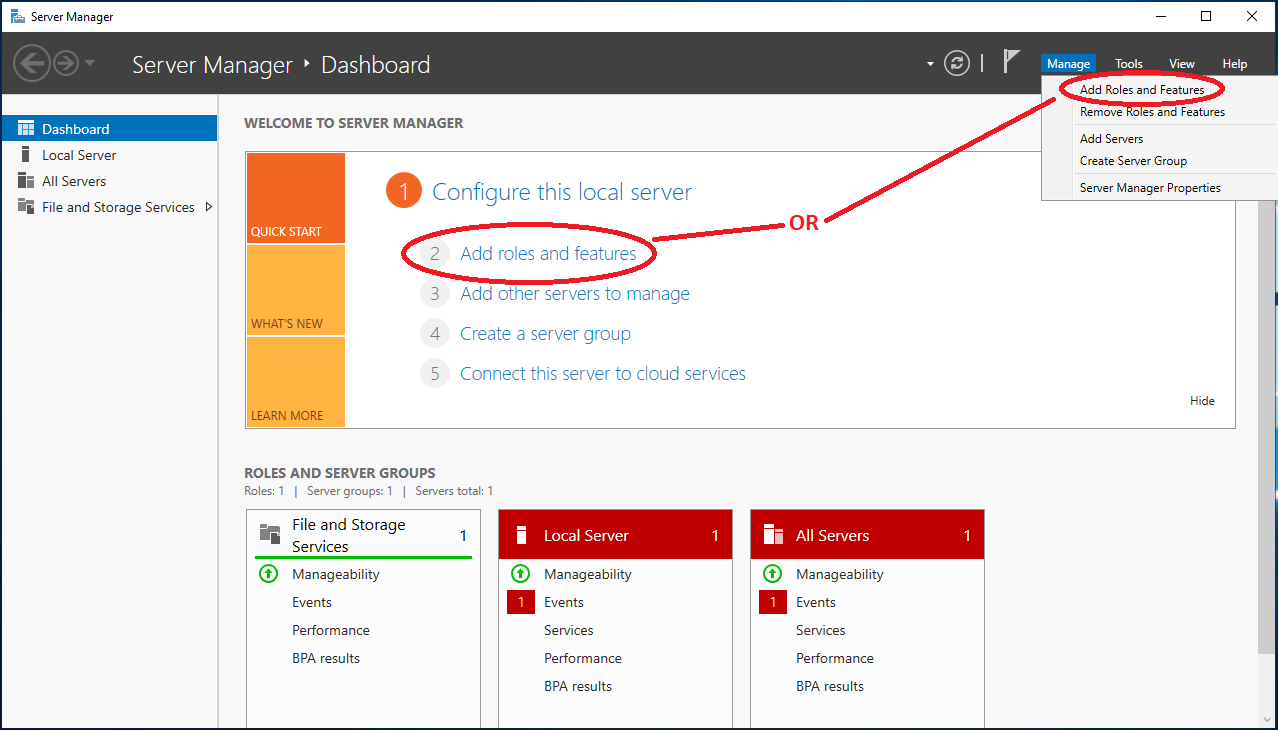 Server Manager
Server Manager • Dashboard
Manage Tools View Help
Add Roles and Features
Remove Roles and Features
Add Servers
Create Server Group
Server Manager Properties
Dashboard
Local Server
All Servers
File and Storage Services
WELCOME TO SERVER MANAGER
QUICK START
WHAT'S NEW
LEARN MORE
1 Configure this local server
OR
2 Add roles and features
3 Add other servers to manage
4 Create a server group
5 Connect this server to cloud services
Hide
ROLES AND SERVER GROUPS
Roles: 1 | Server groups: 1 | Servers total: 1
File and Storage
Services 1
Manageability
Events
Performance
BPA results
Local Server 1
Manageability
1 Events
Services
Performance
BPA results
All Servers 1
Manageability
1 Events
Services
Performance
BPA results